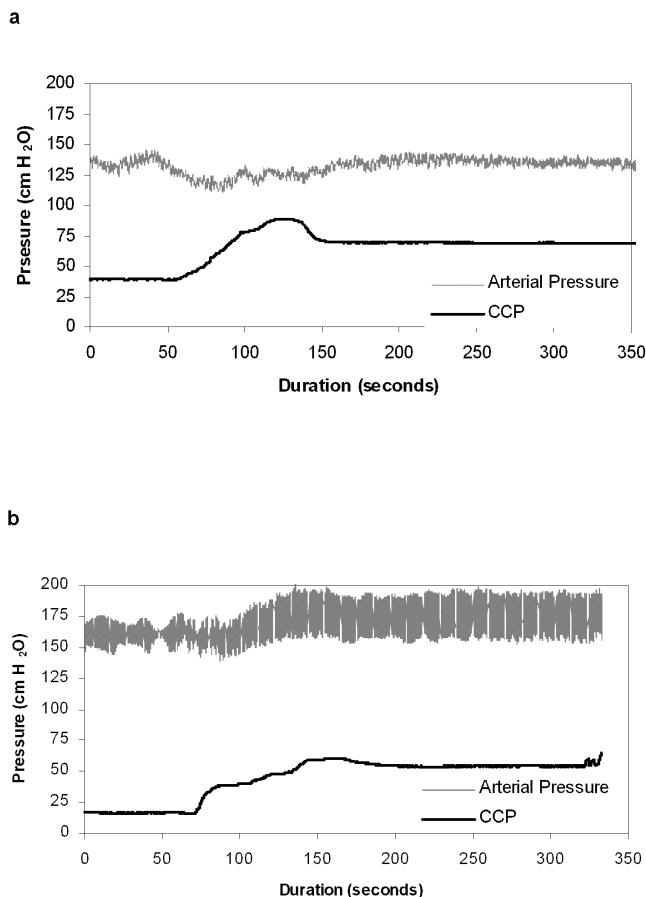 a
200
175
150
125
100
75
50
25
0
Prsesure (cm H2O)
Arterial Pressure
CCP
0 50 100 150 200 250 300 350
Duration (seconds)
b
200
175
150
125
100
75
50
25
0
Pressure (cm H2O)
Arterial Pressure
CCP
0 50 100 150 200 250 300 350
Duration (seconds)